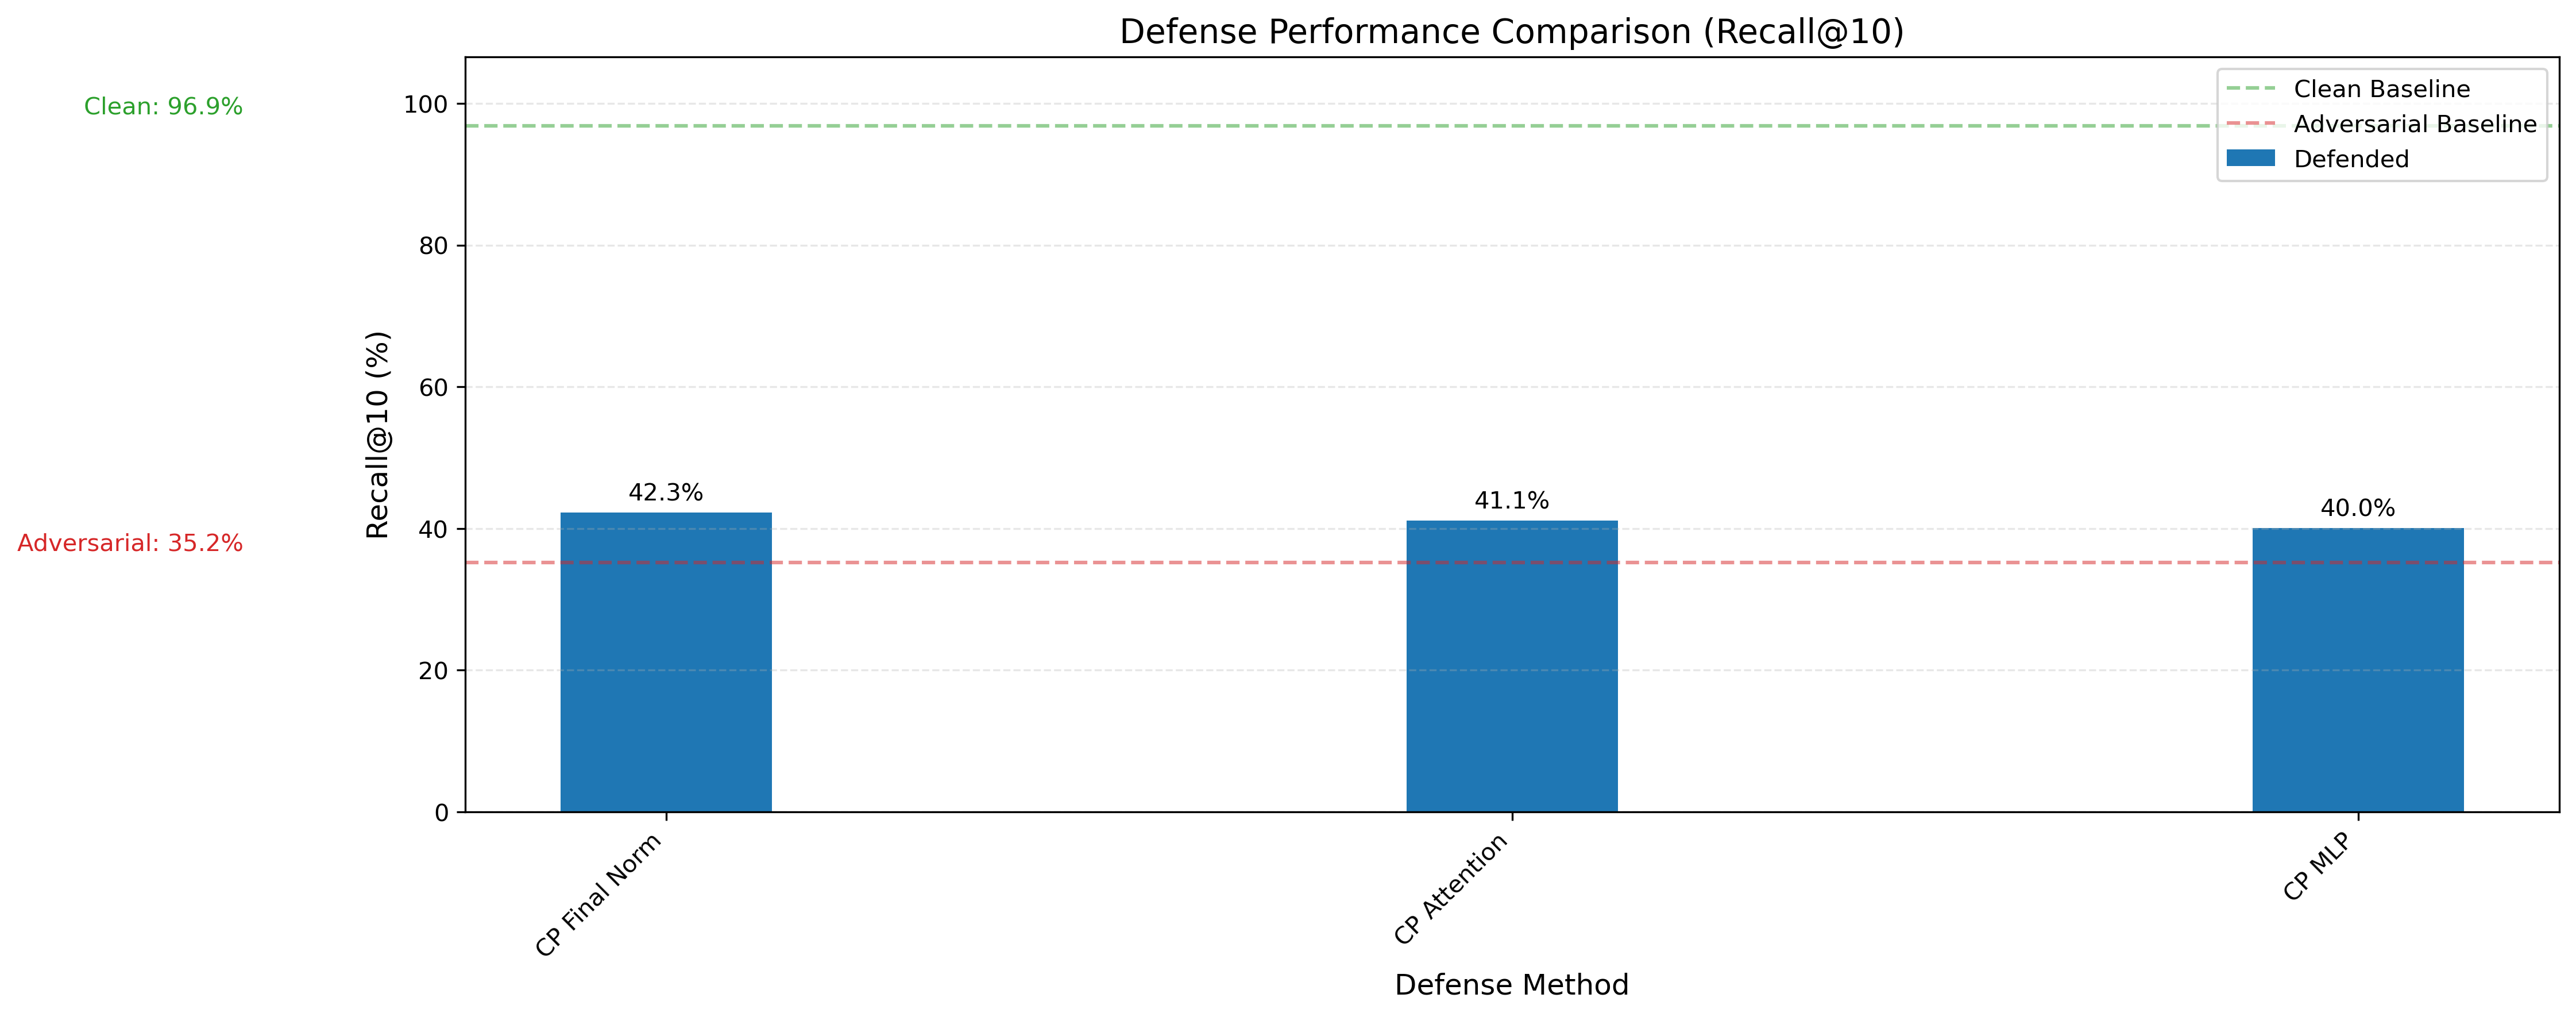 Defense Performance Comparison (Recall@10)
Clean: 96.9%
Adversarial: 35.2%
Recall@10 (%)
100
80
60
40
20
0
Clean Baseline
Adversarial Baseline
Defended
42.3%
41.1%
40.0%
CP Final Norm
CP Attention
CP MLP
Defense Method